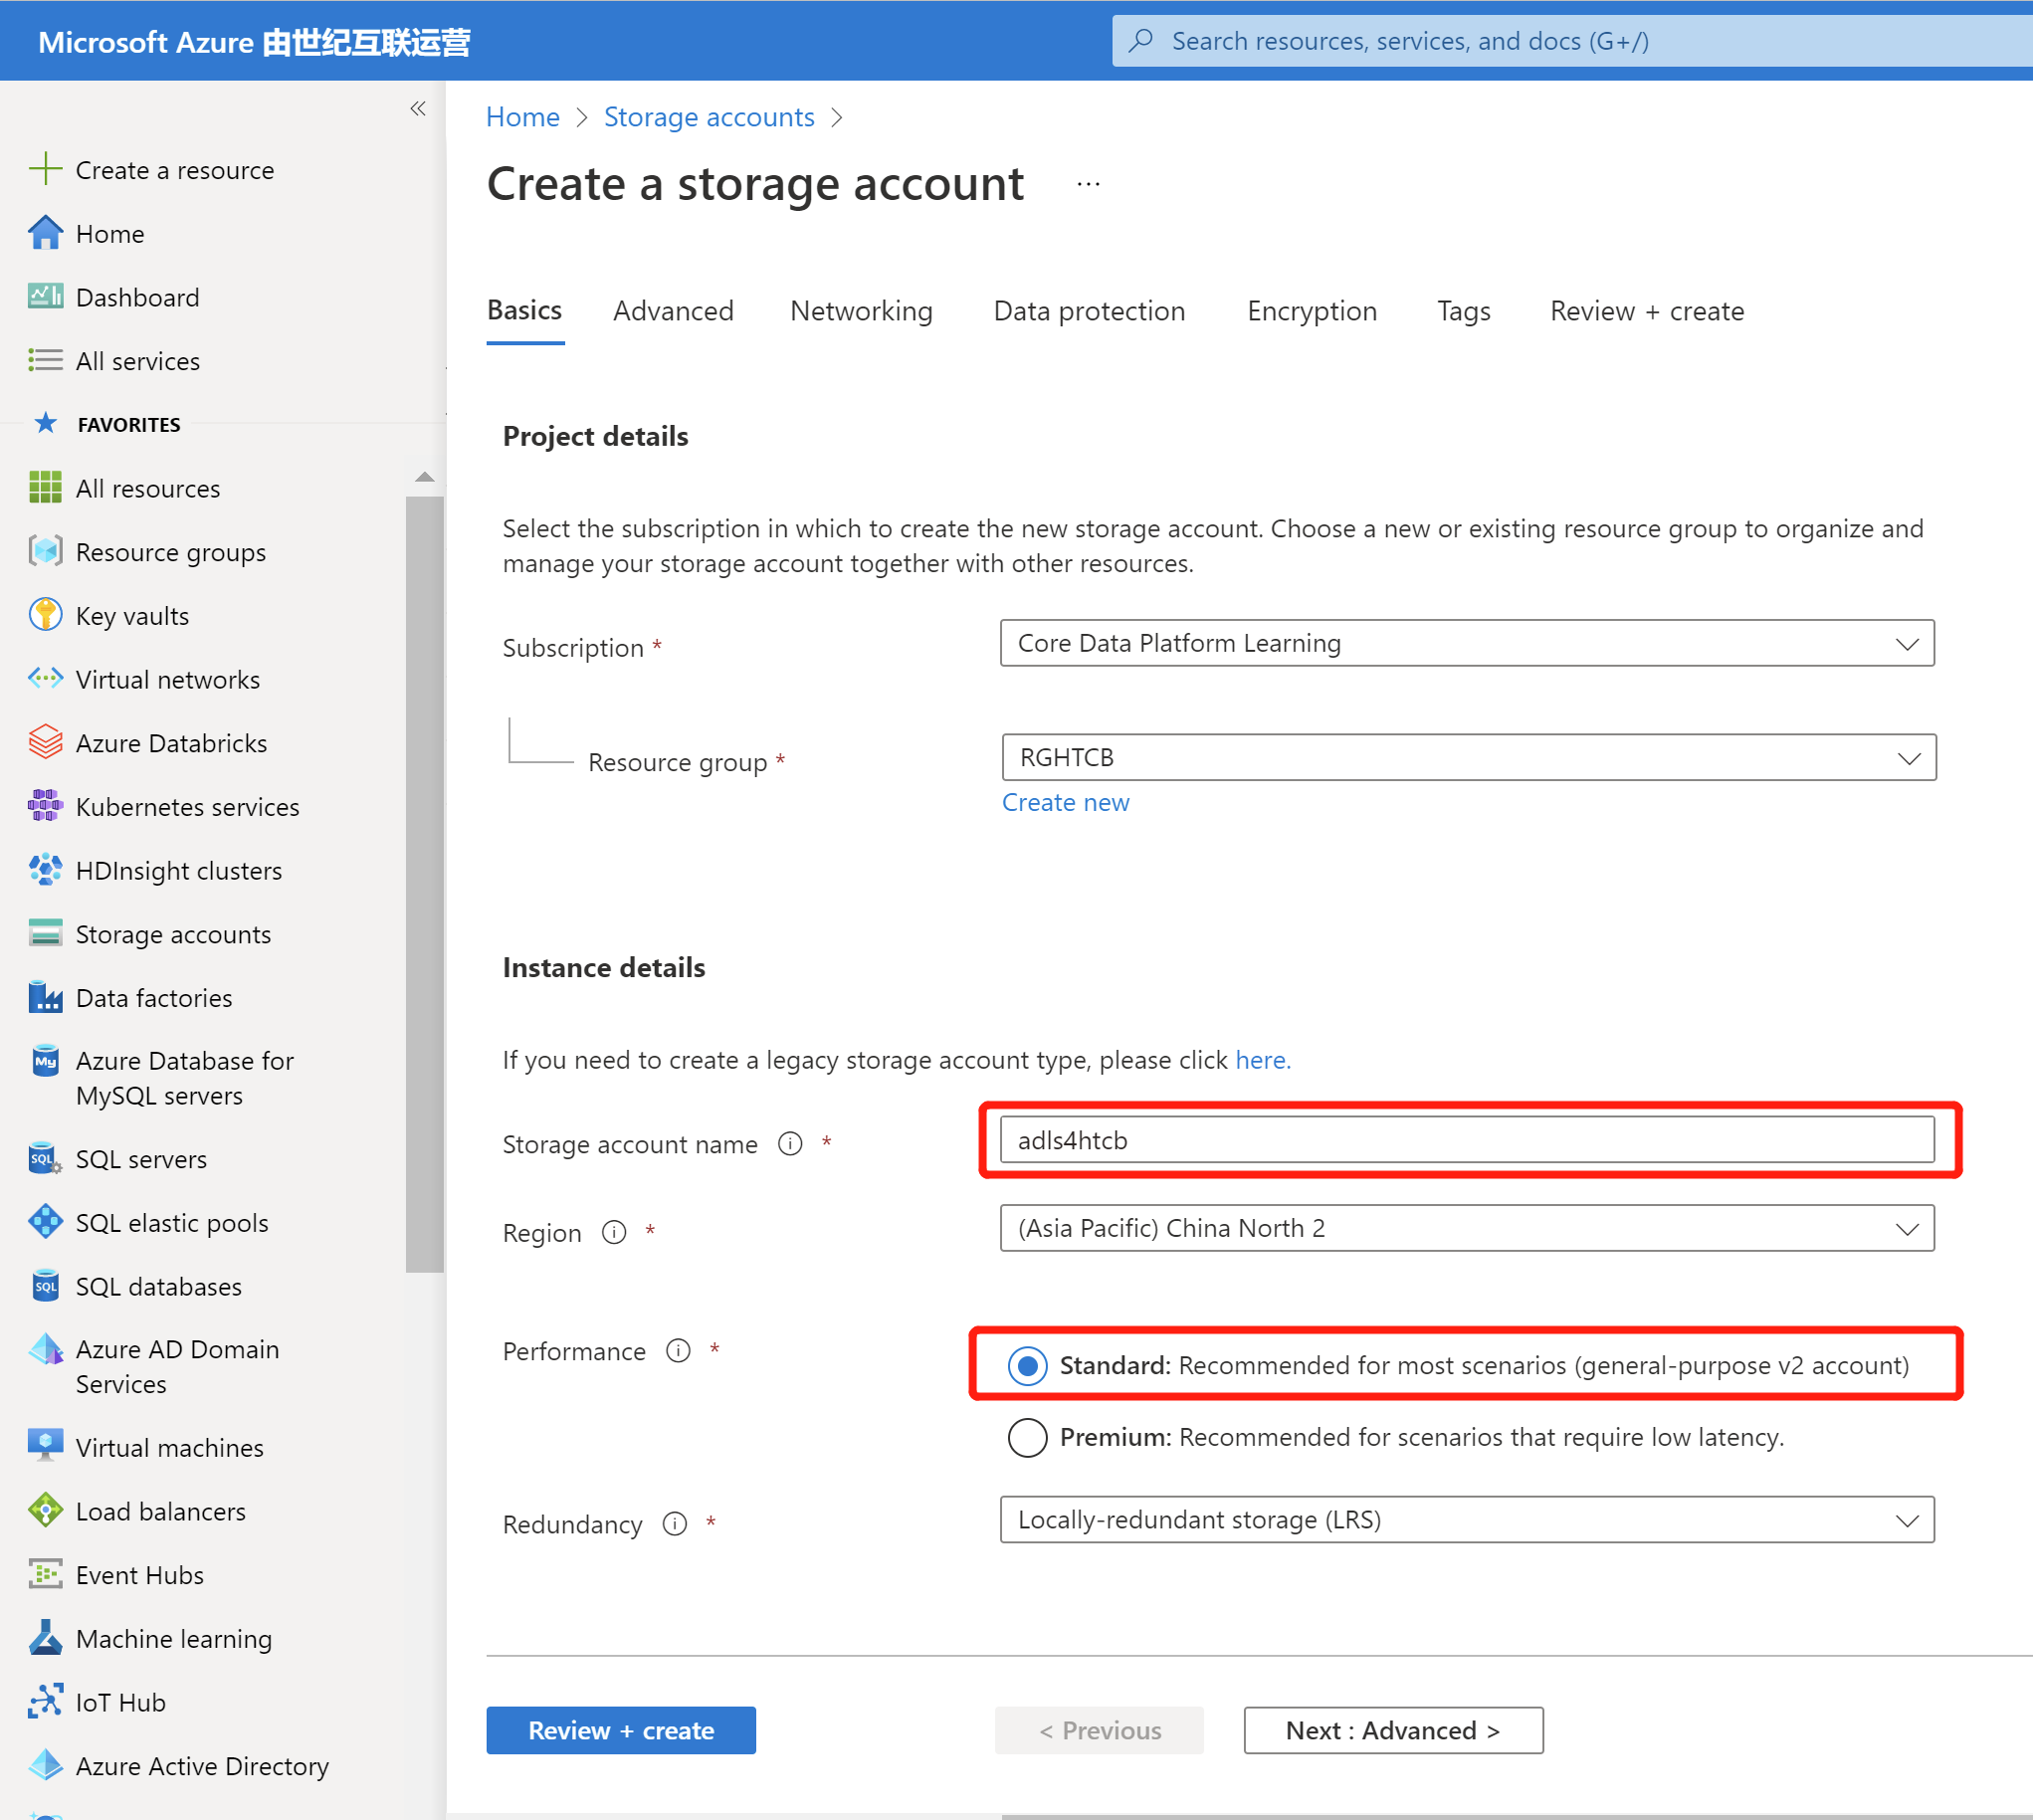 Microsoft Azure 由世纪互联运营
Search resources, services, and docs (G+/)
«
Create a resource
Home
Dashboard
All services
FAVORITES
All resources
Resource groups
Key vaults
Virtual networks
Azure Databricks
Kubernetes services
HDInsight clusters
Storage accounts
Data factories
Azure Database for
MySQL servers
SQL servers
SQL elastic pools
SQL databases
Azure AD Domain
Services
Virtual machines
Load balancers
Event Hubs
Machine learning
IoT Hub
Azure Active Directory
Home > Storage accounts >
Create a storage account ...
Basics Advanced Networking Data protection Encryption Tags Review + create
Project details
Select the subscription in which to create the new storage account. Choose a new or existing resource group to organize and
manage your storage account together with other resources.
Subscription *
Core Data Platform Learning
Resource group *
RGHTCB
Create new
Instance details
If you need to create a legacy storage account type, please click here.
Storage account name *
adls4htcb
Region *
(Asia Pacific) China North 2
Performance *
Standard: Recommended for most scenarios (general-purpose v2 account)
Premium: Recommended for scenarios that require low latency.
Redundancy *
Locally-redundant storage (LRS)
Review + create
< Previous
Next : Advanced >